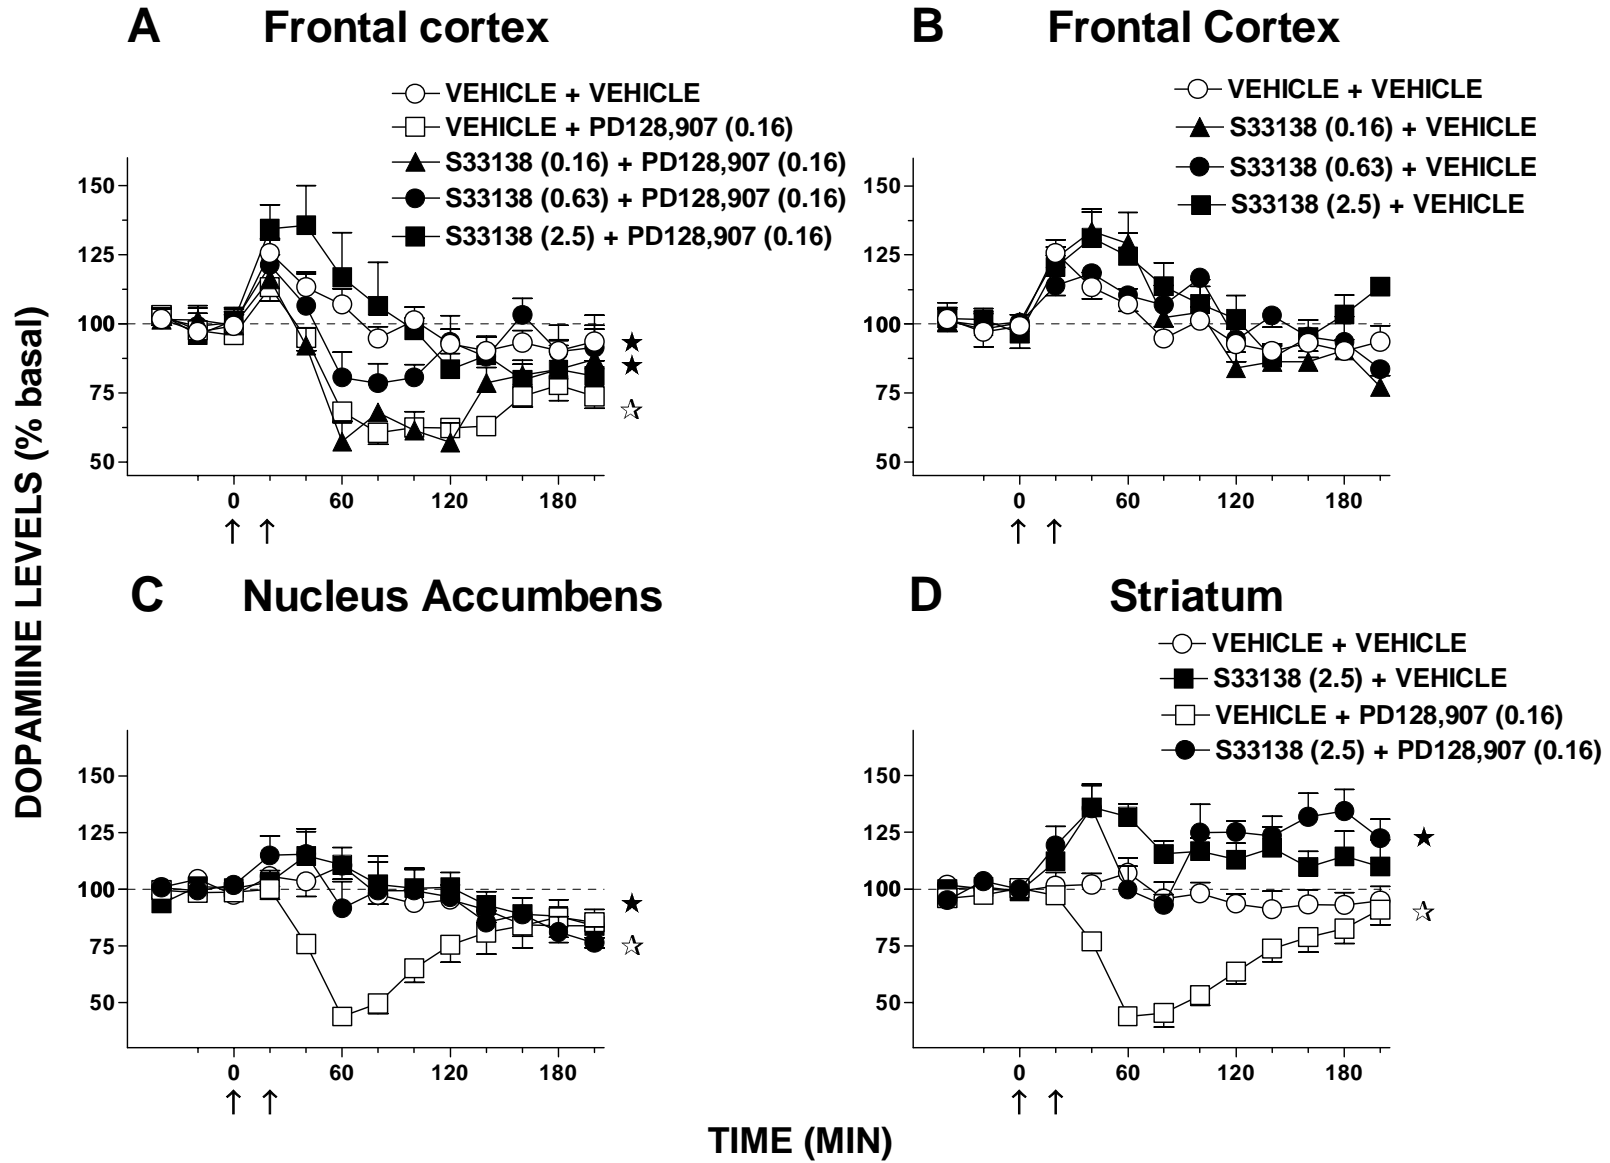 A Frontal cortex
VEHICLE + VEHICLE
VEHICLE + PD128,907 (0.16)
S33138 (0.16) + PD128,907 (0.16)
S33138 (0.63) + PD128,907 (0.16)
S33138 (2.5) + PD128,907 (0.16)
150
125
100
75
50
0 60 120 180
↑ ↑
B Frontal Cortex
VEHICLE + VEHICLE
S33138 (0.16) + VEHICLE
S33138 (0.63) + VEHICLE
S33138 (2.5) + VEHICLE
150
125
100
75
50
0 60 120 180
↑ ↑
DOPAMIINE LEVELS (% basal)
C Nucleus Accumbens
150
125
100
75
50
0 60 120 180
↑ ↑
D Striatum
VEHICLE + VEHICLE
S33138 (2.5) + VEHICLE
VEHICLE + PD128,907 (0.16)
S33138 (2.5) + PD128,907 (0.16)
150
125
100
75
50
0 60 120 180
↑ ↑
TIME (MIN)